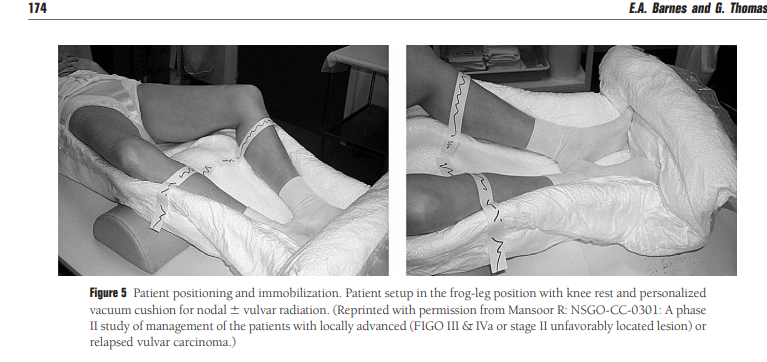 174
E.A. Barnes and G. Thomas
Figure 5 Patient positioning and immobilization. Patient setup in the frog-leg position with knee rest and personalized
vacuum cushion for nodal ± vulvar radiation. (Reprinted with permission from Mansoor R: NSGO-CC-0301: A phase
II study of management of the patients with locally advanced (FIGO III & IVa or stage II unfavorably located lesion) or
relapsed vulvar carcinoma.)